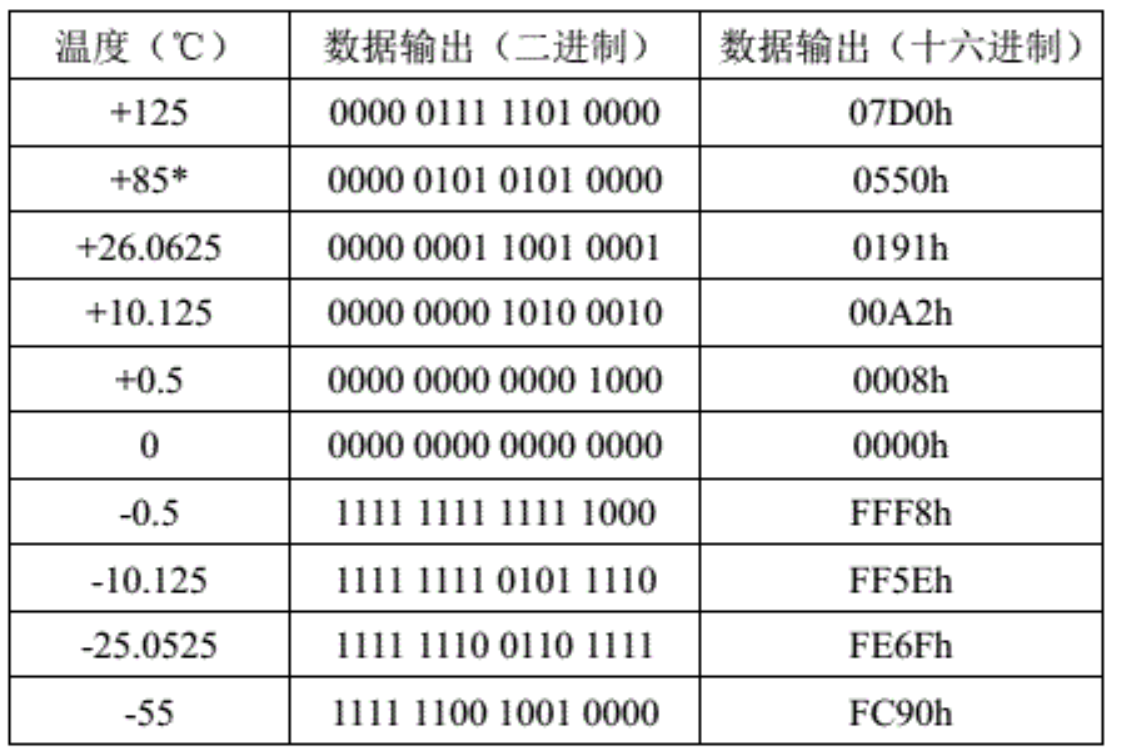 温度（℃） 数据输出（二进制） 数据输出（十六进制）
+125 0000 0111 1101 0000 07D0h
+85* 0000 0101 0101 0000 0550h
+26.0625 0000 0001 1001 0001 0191h
+10.125 0000 0000 1010 0010 00A2h
+0.5 0000 0000 0000 1000 0008h
0 0000 0000 0000 0000 0000h
-0.5 1111 1111 1111 1000 FFF8h
-10.125 1111 1111 0101 1110 FF5Eh
-25.0525 1111 1110 0110 1111 FE6Fh
-55 1111 1100 1001 0000 FC90h